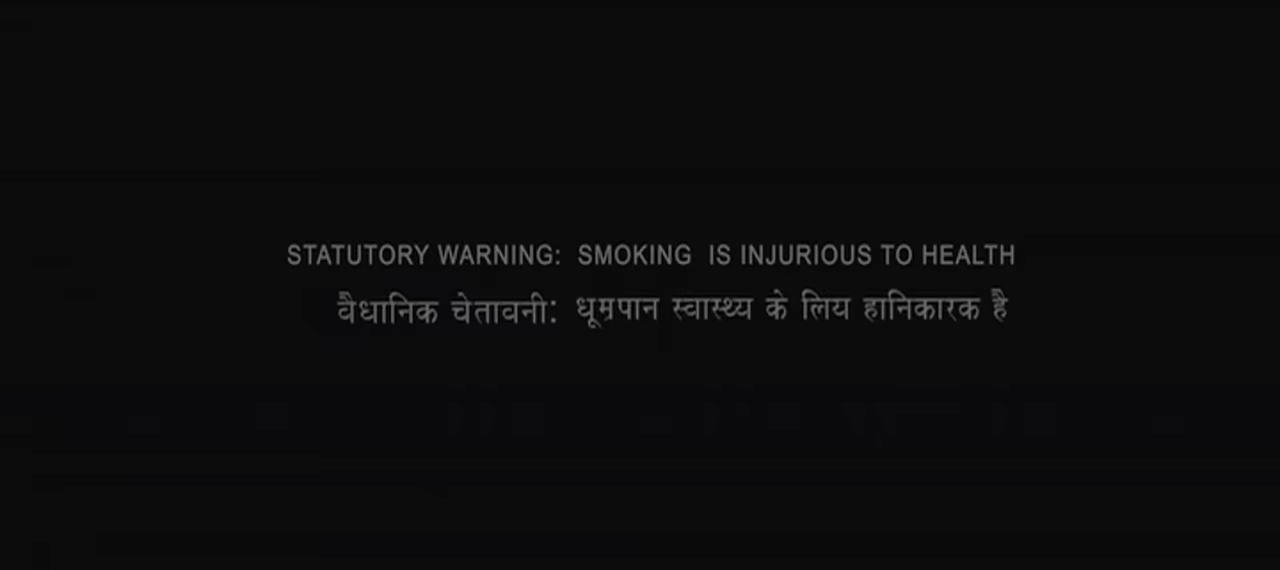 STATUTORY WARNING: SMOKING IS INJURIOUS TO HEALTH
वैधानिक चेतावनी: धूम्रपान स्वास्थ्य के लिय हानिकारक है